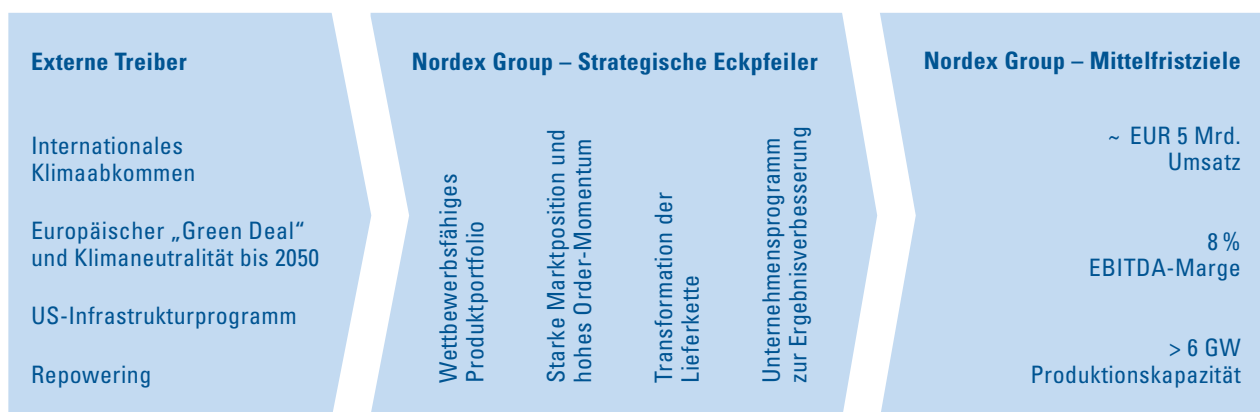 Externe Treiber
Internationales
Klimaabkommen
Europäischer „Green Deal“
und Klimaneutralität bis 2050
US-Infrastrukturprogramm
Repowering
Nordex Group – Strategische Eckpfeiler
Wettbewerbsfähiges
Produktportfolio
Starke Marktposition und
hohes Order-Momentum
Transformation der
Lieferkette
Unternehmensprogramm
zur Ergebnisverbesserung
Nordex Group – Mittelfristziele
~ EUR 5 Mrd.
Umsatz
8 %
EBITDA-Marge
> 6 GW
Produktionskapazität